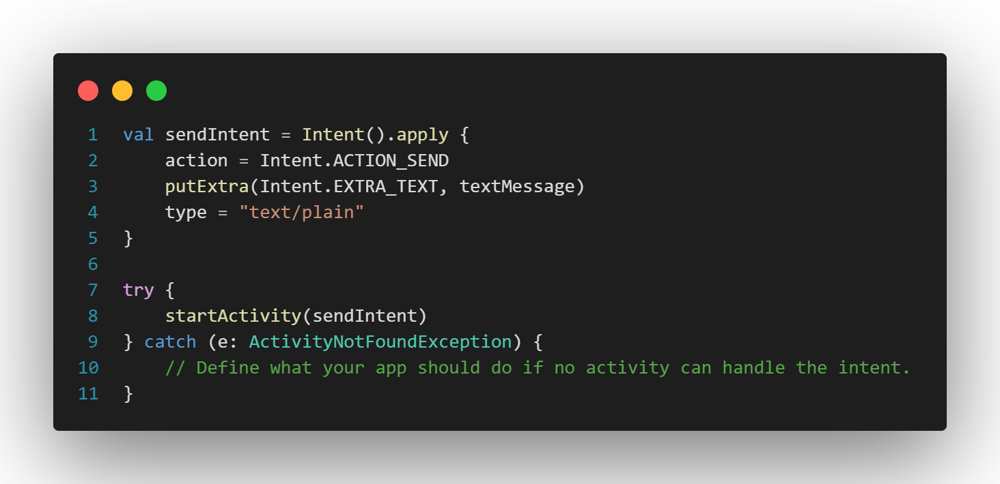 1 val sendIntent = Intent().apply {
2     action = Intent.ACTION_SEND
3     putExtra(Intent.EXTRA_TEXT, textMessage)
4     type = "text/plain"
5 }
6
7 try {
8     startActivity(sendIntent)
9 } catch (e: ActivityNotFoundException) {
10     // Define what your app should do if no activity can handle the intent.
11 }